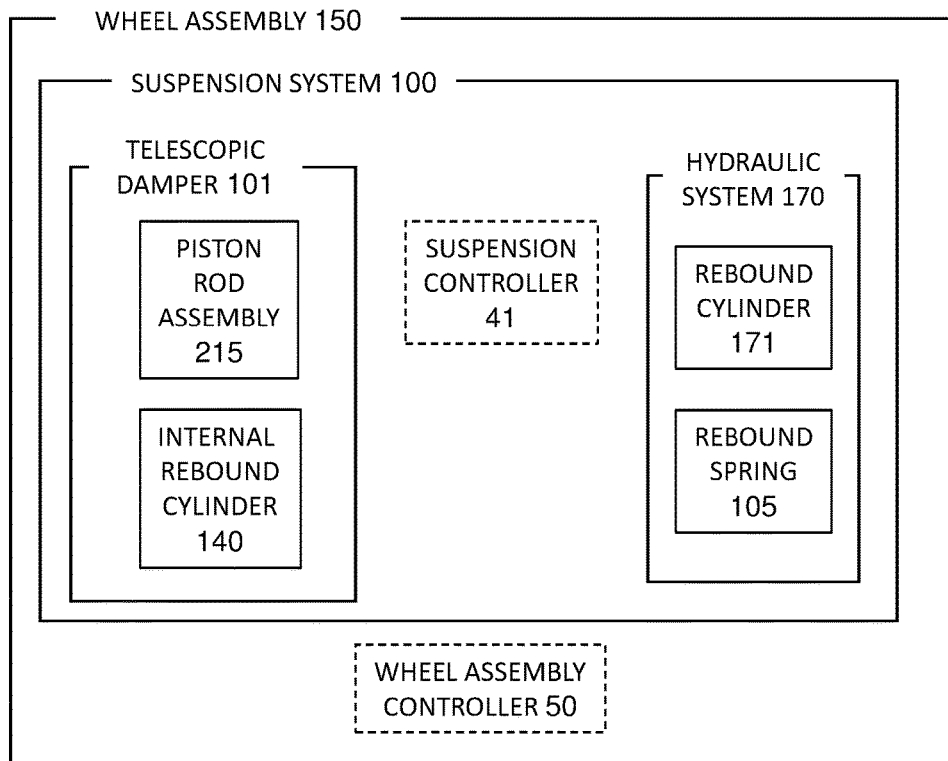 WHEEL ASSEMBLY 150
SUSPENSION SYSTEM 100
TELESCOPIC
DAMPER 101
PISTON
ROD
ASSEMBLY
215
INTERNAL
REBOUND
CYLINDER
140
SUSPENSION
CONTROLLER
41
HYDRAULIC
SYSTEM 170
REBOUND
CYLINDER
171
REBOUND
SPRING
105
WHEEL ASSEMBLY
CONTROLLER 50